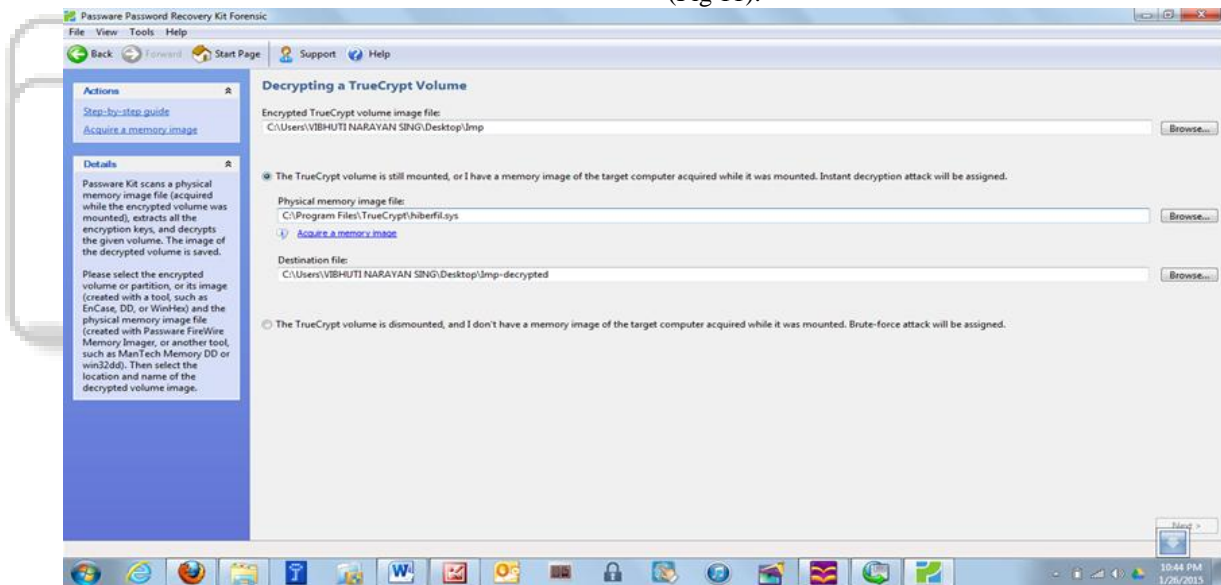 (Fig 11).
Passware Password Recovery Kit Forensic
File View Tools Help
Back Forward Start Page Support Help
Actions
Step-by-step guide
Acquire a memory image
Details
Passware Kit scans a physical
memory image file (acquired
while the encrypted volume was
mounted), extracts all the
encryption keys, and decrypts
the given volume. The image of
the decrypted volume is saved.
Please select the encrypted
volume or partition, or its image
(created with a tool, such as
EnCase, DD, or WinHex) and the
physical memory image file
(created with Passware FireWire
Memory Imager, or another tool,
such as ManTech Memory DD or
win32dd). Then select the
location and name of the
decrypted volume image.
Decrypting a TrueCrypt Volume
Encrypted TrueCrypt volume image file:
C:\Users\VIBHUTI NARAYAN SING\Desktop\Imp
Browse...
The TrueCrypt volume is still mounted, or I have a memory image of the target computer acquired while it was mounted. Instant decryption attack will be assigned.
Physical memory image file:
C:\Program Files\TrueCrypt\hiberfil.sys
Browse...
Acquire a memory image
Destination file:
C:\Users\VIBHUTI NARAYAN SING\Desktop\Imp-decrypted
Browse...
The TrueCrypt volume is dismounted, and I don't have a memory image of the target computer acquired while it was mounted. Brute-force attack will be assigned.
Next >
10:44 PM
1/26/2015